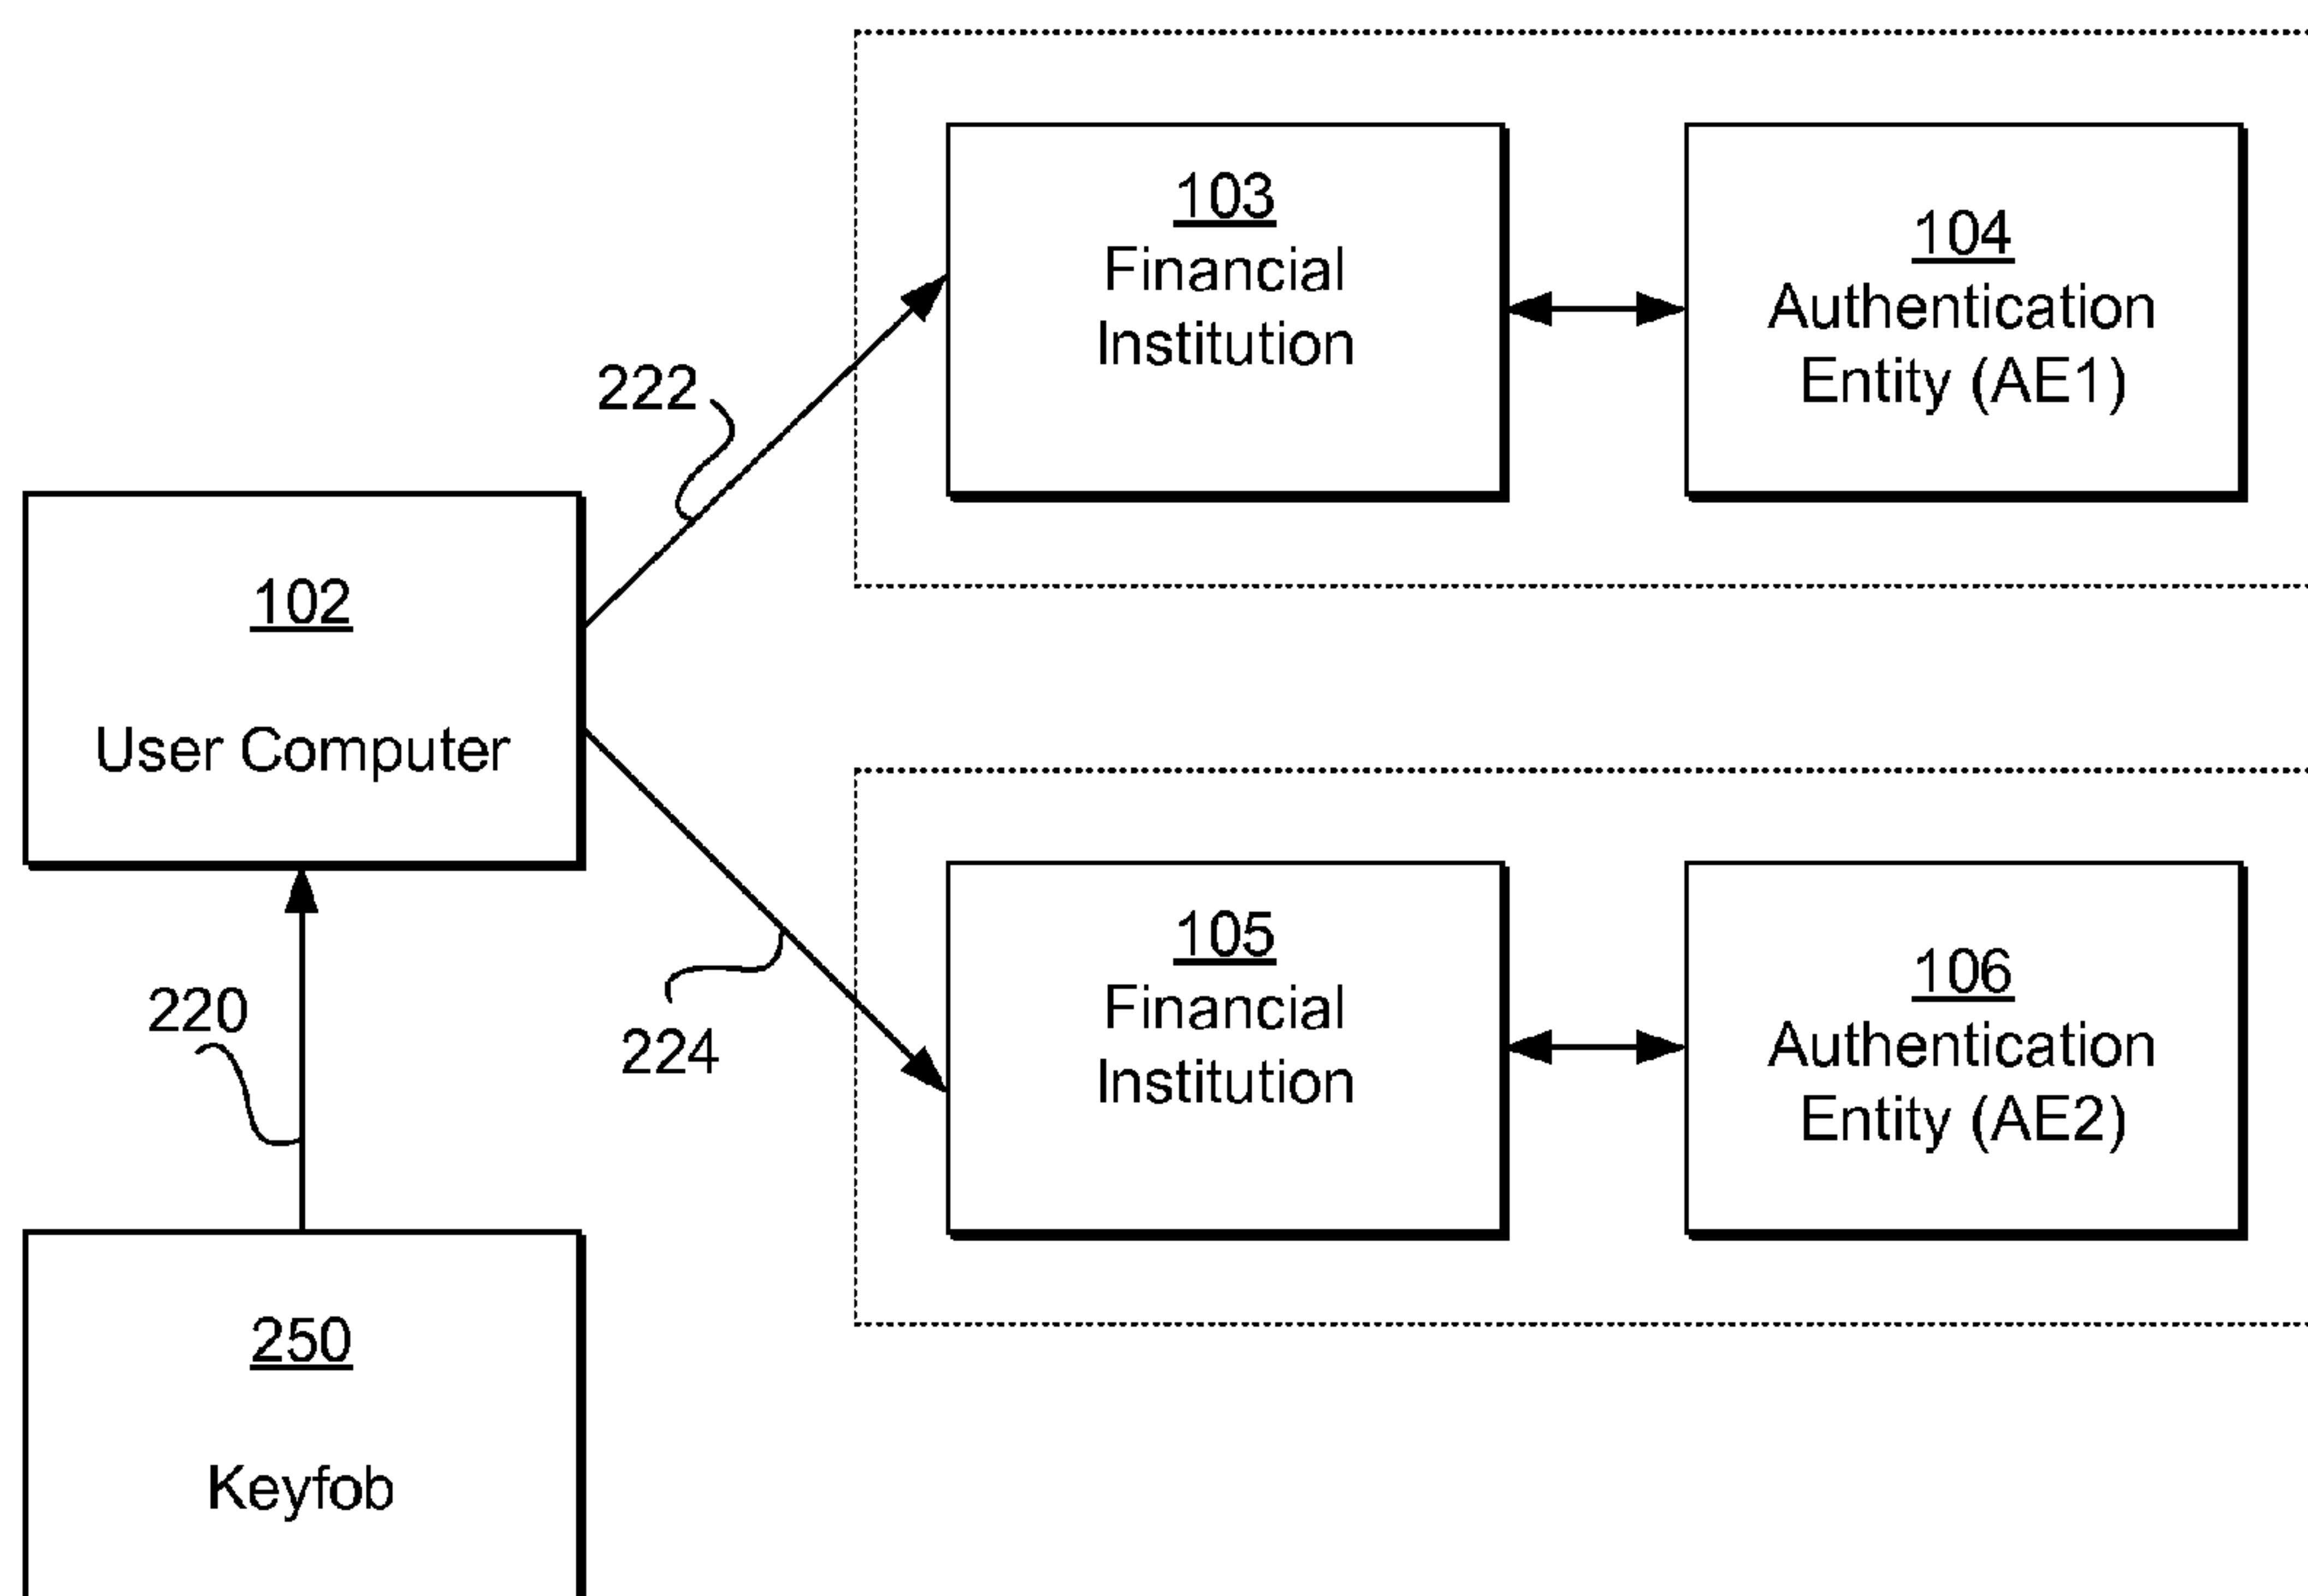 103
Financial
Institution
104
Authentication
Entity (AE1)
222
102
User Computer
105
Financial
Institution
106
Authentication
Entity (AE2)
220
224
250
Keyfob